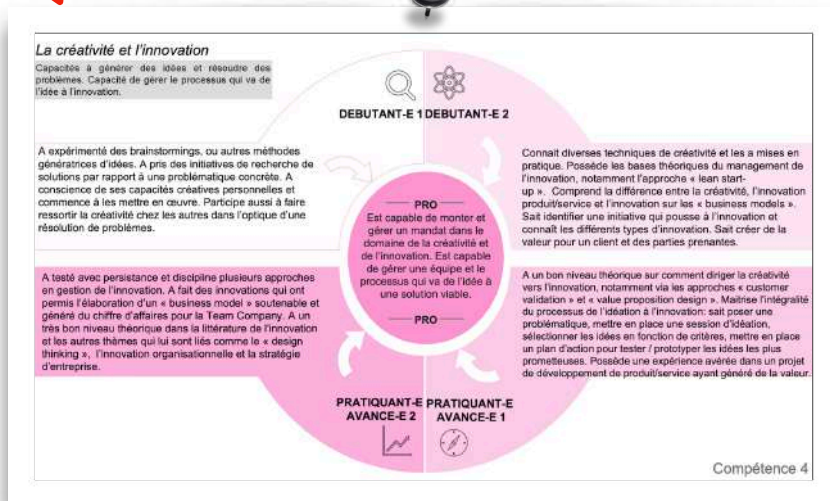 La créativité et l'innovation
Capacités à générer des idées et résoudre des
problèmes. Capacité de gérer le processus qui va de
l'idée à l'innovation.
DEBUTANT-E 1
DEBUTANT-E 2
A expérimenté des brainstormings, ou autres méthodes
génératrices d'idées. A pris des initiatives de recherche de
solutions par rapport à une problématique concrète. A
conscience de ses capacités créatives personnelles et
commence à les mettre en œuvre. Participe aussi à faire
ressortir la créativité chez les autres dans l'optique d'une
résolution de problèmes.
Connait diverses techniques de créativité et les a mises en
pratique. Possède les bases théoriques du management de
l'innovation, notamment l'approche « lean start-
up ». Comprend la différence entre la créativité, l'innovation
produit/service et l'innovation sur les « business models ».
Sait identifier une initiative qui pousse à l'innovation et
connaît les différents types d'innovation. Sait créer de la
valeur pour un client et des parties prenantes.
PRO
Est capable de monter et
gérer un mandat dans le
domaine de la créativité et
de l'innovation. Est capable
de gérer une équipe et le
processus qui va de l'idée à
une solution viable.
PRO
A testé avec persistance et discipline plusieurs approches
en gestion de l'innovation. A fait des innovations qui ont
permis l'élaboration d'un « business model » soutenable et
généré du chiffre d'affaires pour la Team Company. A un
très bon niveau théorique dans la littérature de l'innovation
et les autres thèmes qui lui sont liés comme le « design
thinking », l'innovation organisationnelle et la stratégie
d'entreprise.
A un bon niveau théorique sur comment diriger la créativité
vers l'innovation, notamment via les approches « customer
validation » et « value proposition design ». Maitrise l'intégralité
du processus de l'idéation à l'innovation: sait poser une
problématique, mettre en place une session d'idéation,
sélectionner les idées en fonction de critères, mettre en place
un plan d'action pour tester / prototyper les idées les plus
prometteuses. Possède une expérience avérée dans un projet
de développement de produit/service ayant généré de la valeur.
PRATIQUANT-E
AVANCE-E 2
PRATIQUANT-E
AVANCE-E 1
Compétence 4